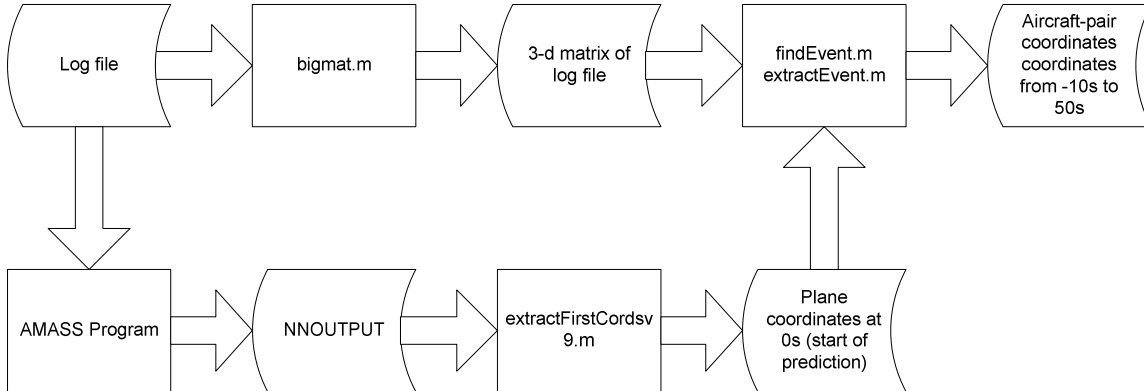 Log file
bigmat.m
3-d matrix of
log file
findEvent.m
extractEvent.m
Aircraft-pair
coordinates
coordinates
from -10s to
50s
AMASS Program
NNOUTPUT
extractFirstCordsv
9.m
Plane
coordinates at
0s (start of
prediction)